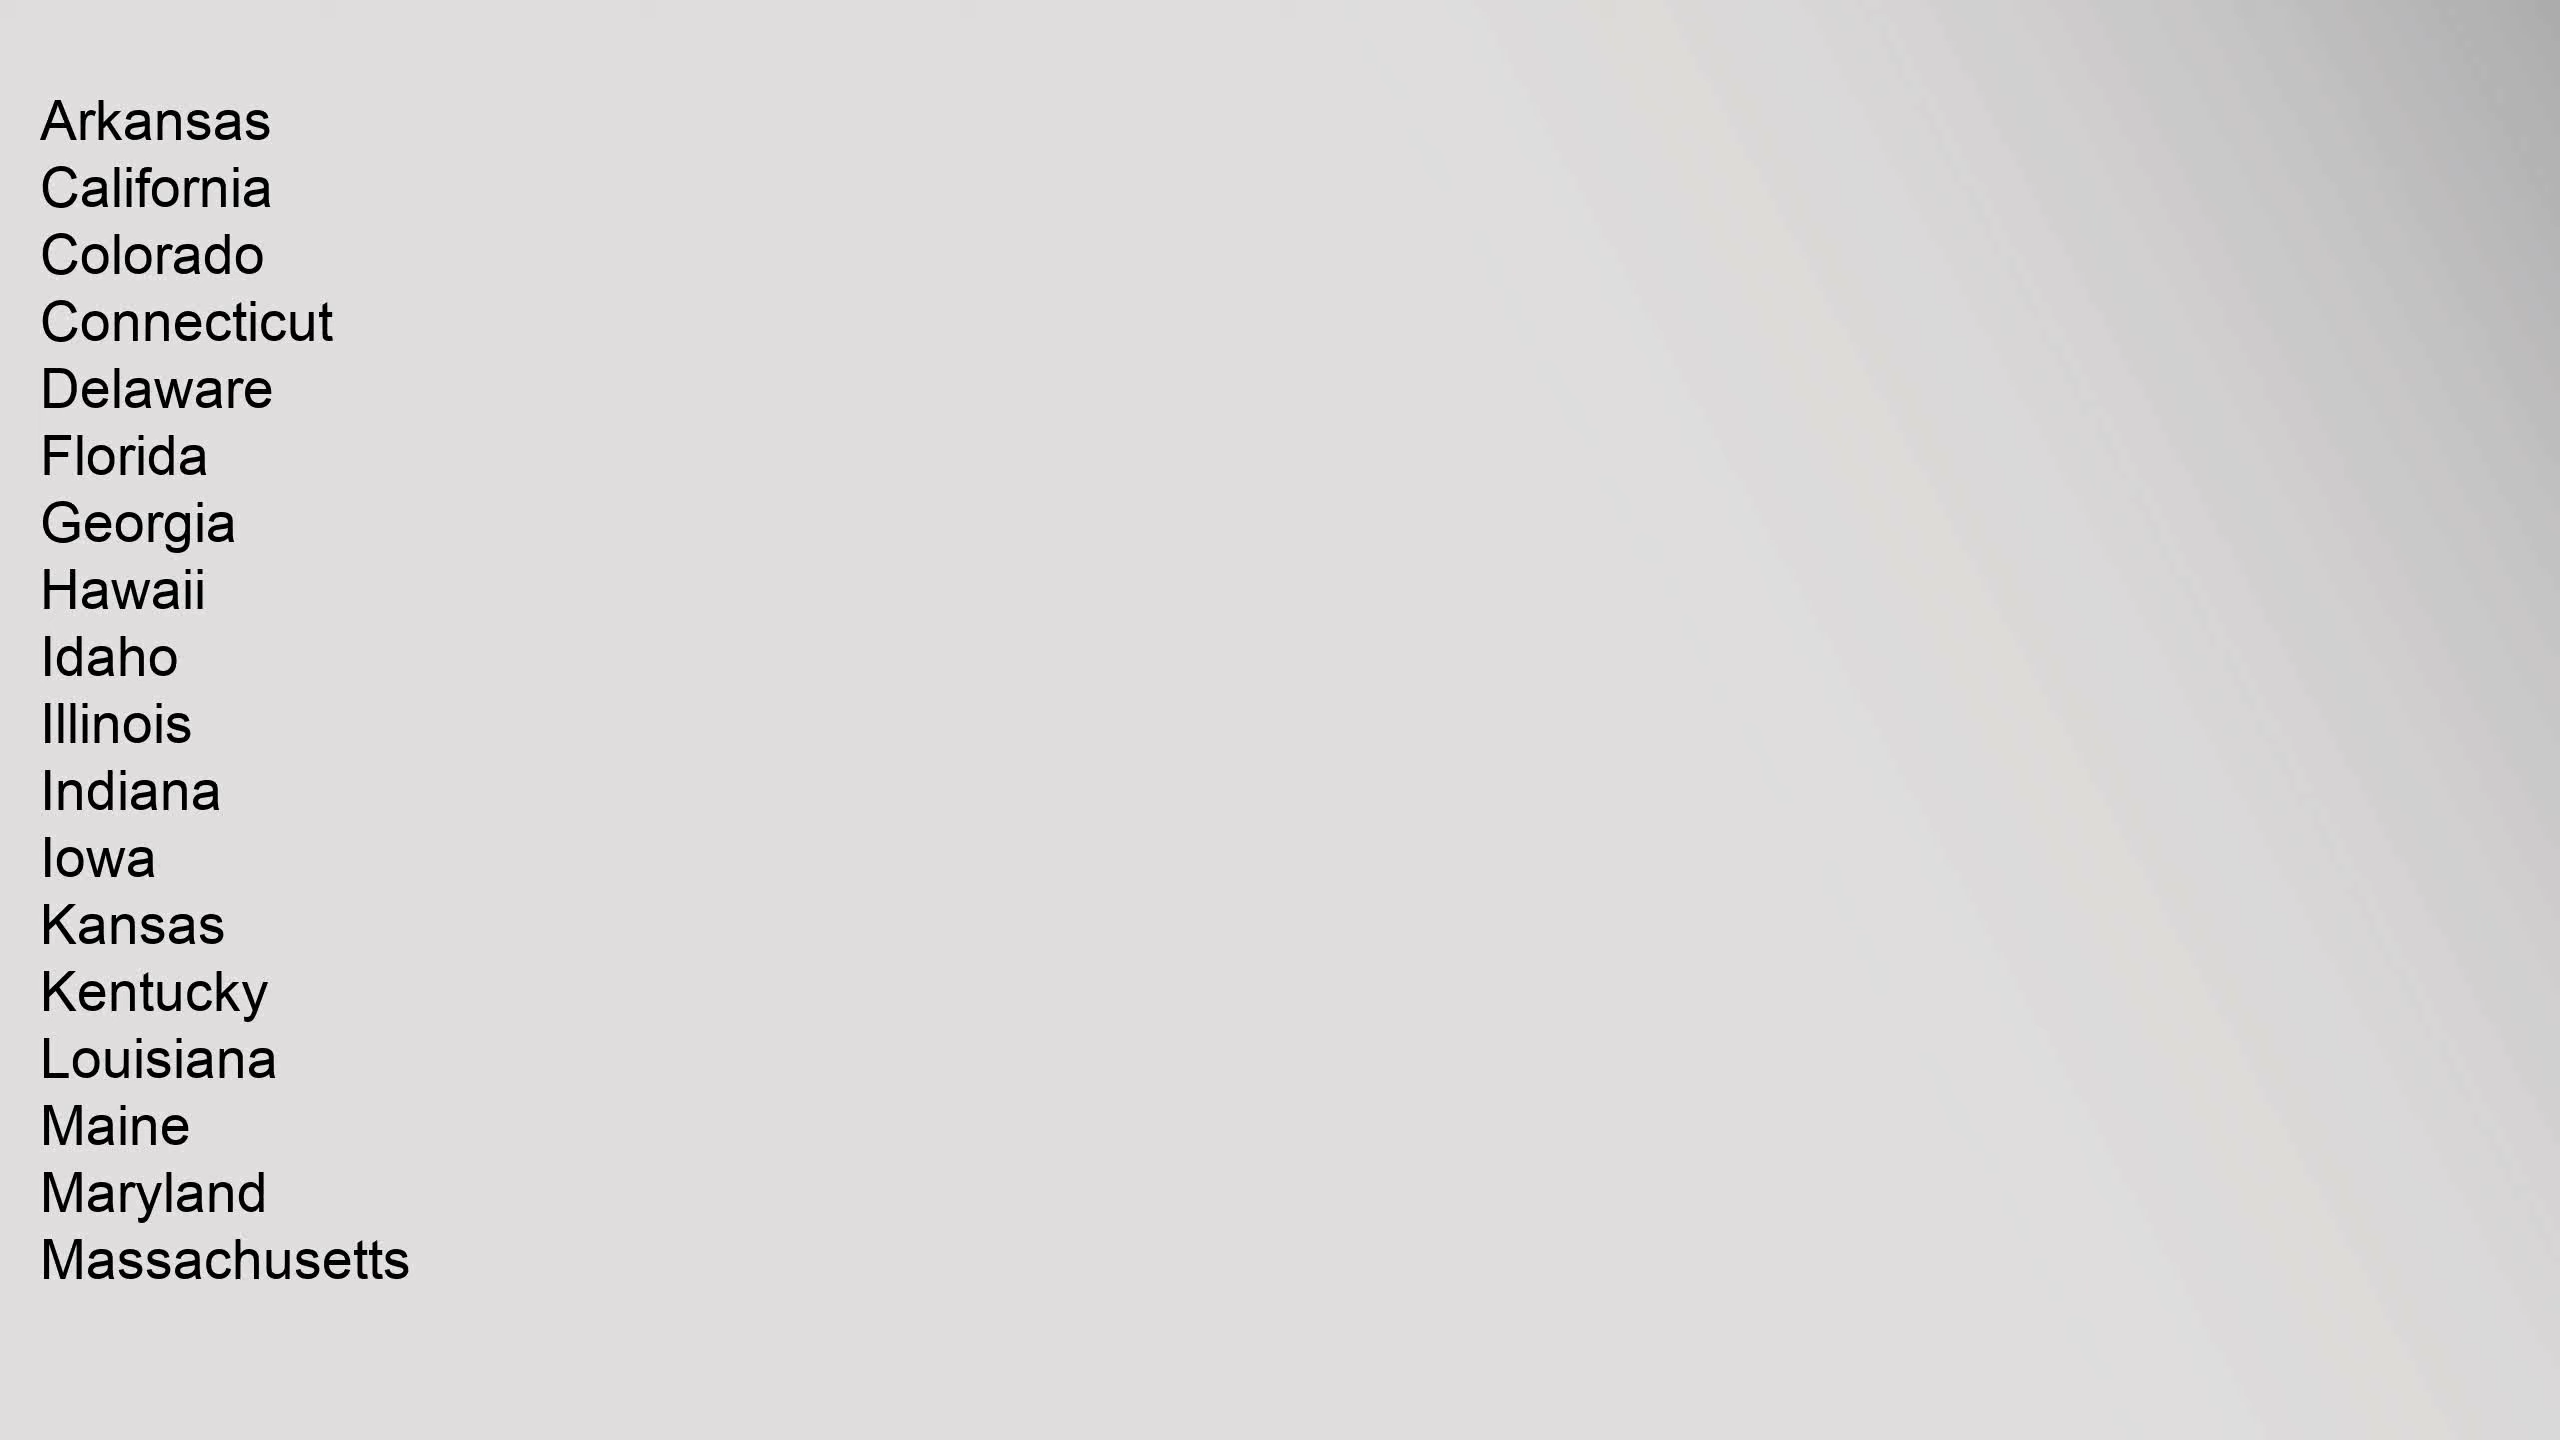 Arkansas
California
Colorado
Connecticut
Delaware
Florida
Georgia
Hawaii
Idaho
Illinois
Indiana
Iowa
Kansas
Kentucky
Louisiana
Maine
Maryland
Massachusetts